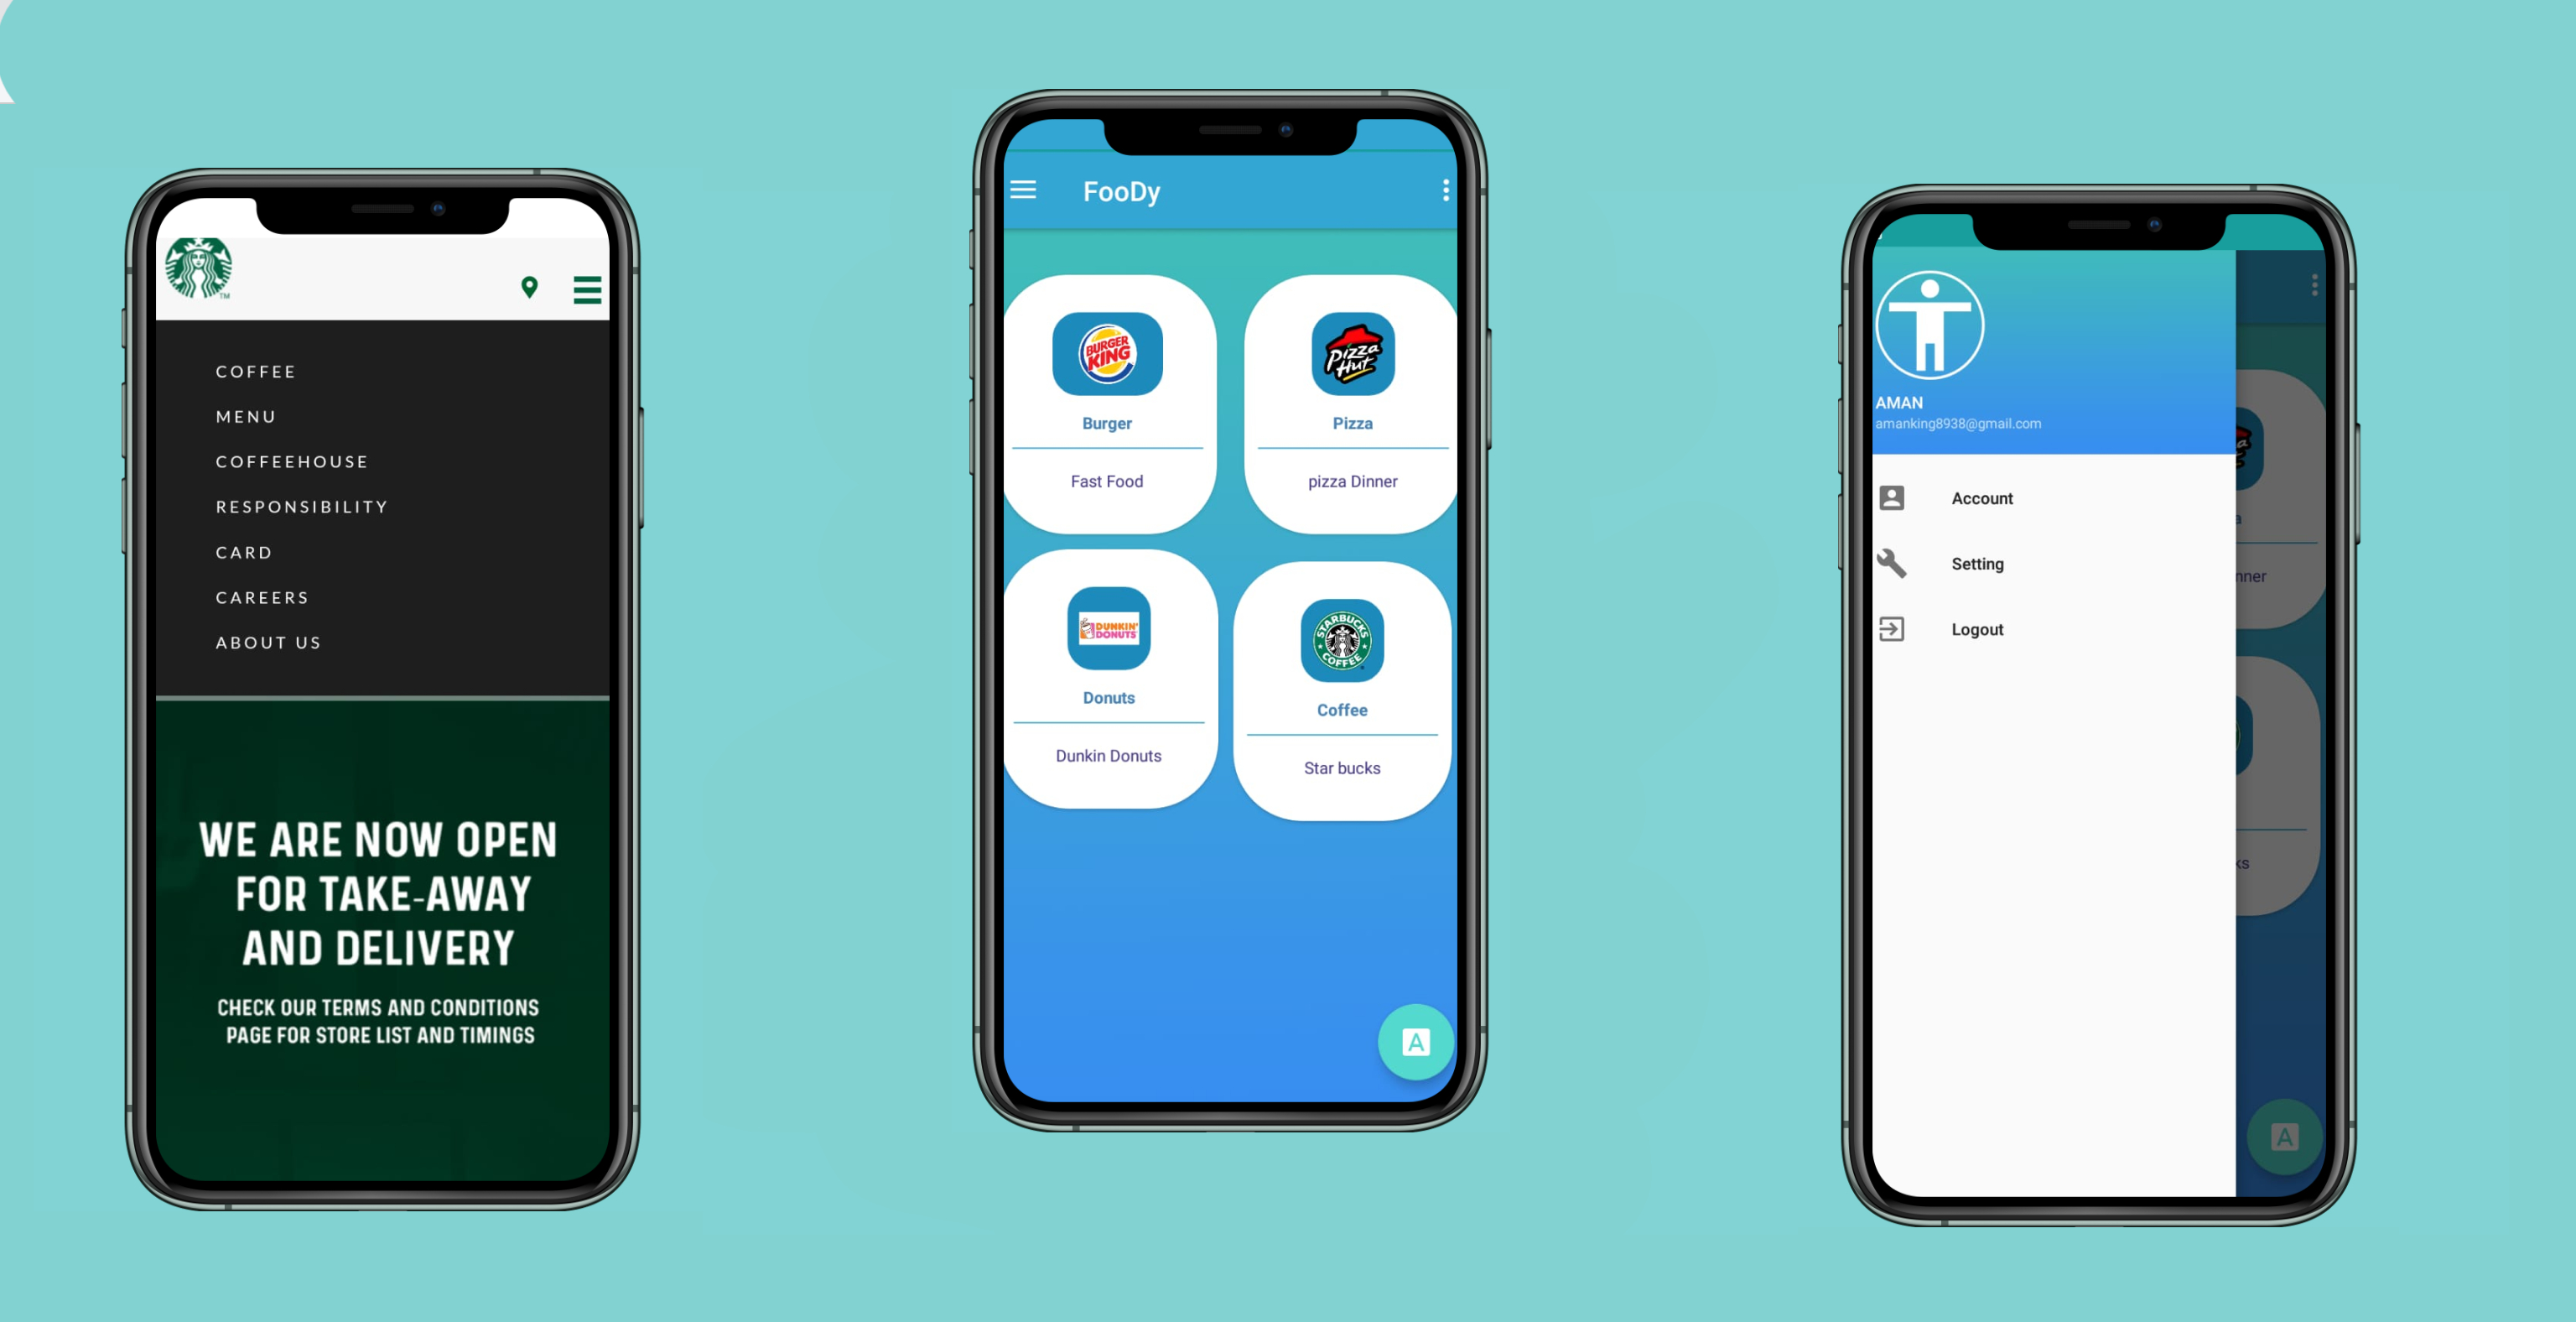 TM
COFFEE
MENU
COFFEEHOUSE
RESPONSIBILITY
CARD
CAREERS
ABOUT US
WE ARE NOW OPEN
FOR TAKE-AWAY
AND DELIVERY
CHECK OUR TERMS AND CONDITIONS
PAGE FOR STORE LIST AND TIMINGS
FooDy
BURGER
KING
Burger
Fast Food
Pizza
Hut
Pizza
pizza Dinner
DUNKIN'
DONUTS
Donuts
Dunkin Donuts
STARBUCKS
COFFEE
Coffee
Star bucks
A
AMAN
amanking8938@gmail.com
Account
Setting
Logout
a
a
nner
ks
A